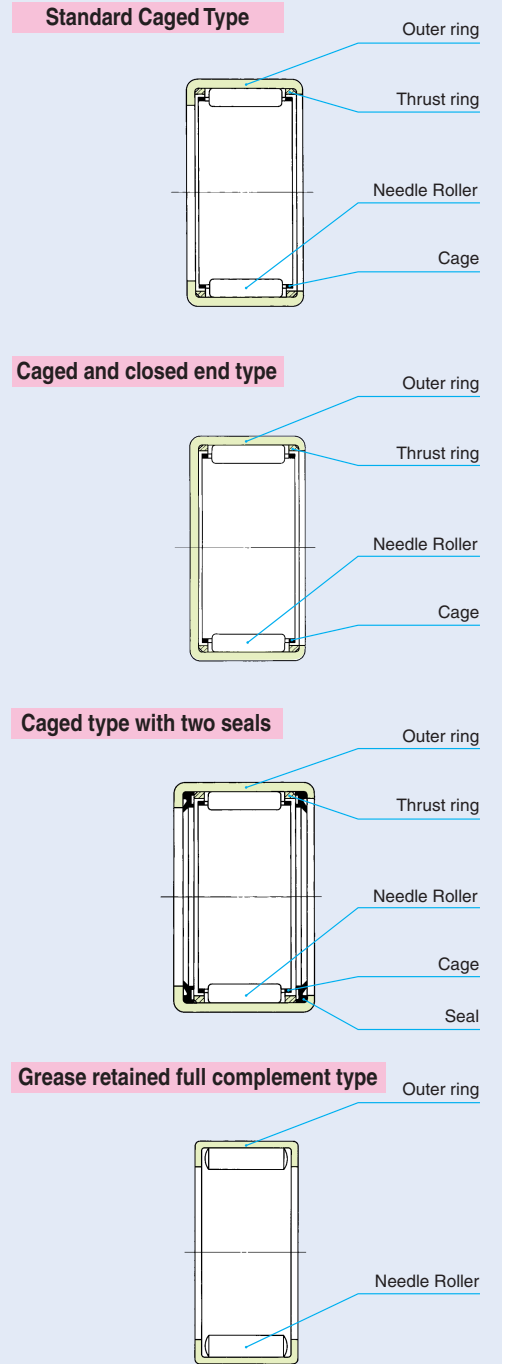 Standard Caged Type
Outer ring
Thrust ring
Needle Roller
Cage
Caged and closed end type
Outer ring
Thrust ring
Needle Roller
Cage
Caged type with two seals
Outer ring
Thrust ring
Needle Roller
Cage
Seal
Grease retained full complement type
Outer ring
Needle Roller